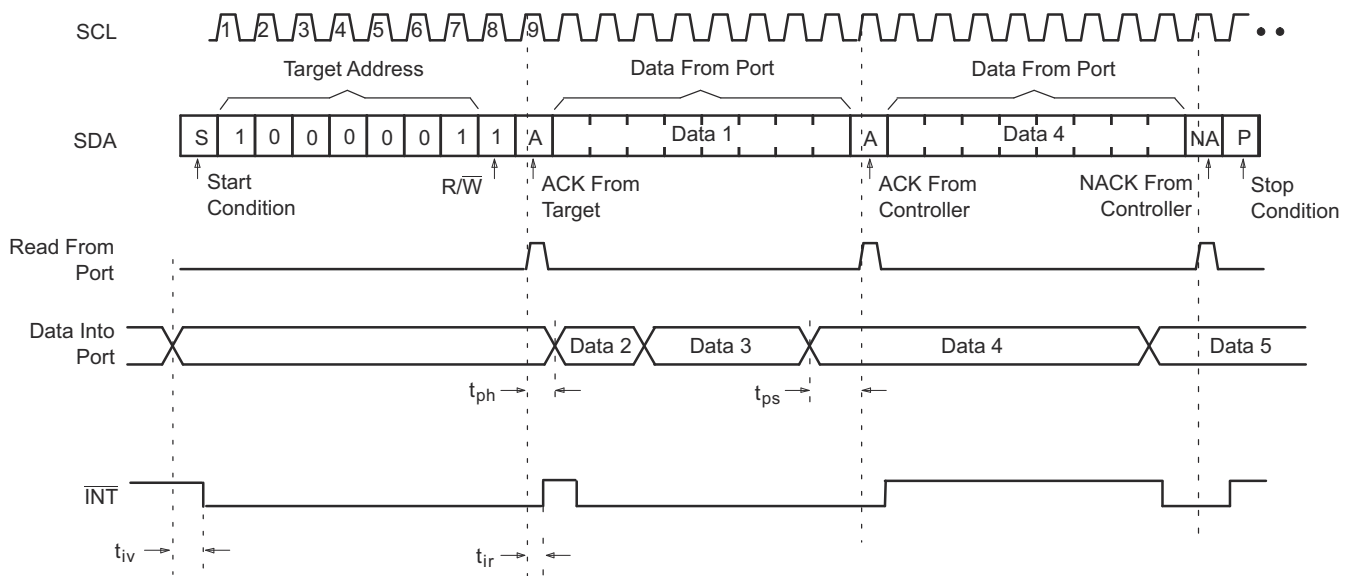 SCL
1 2 3 4 5 6 7 8 9
Target Address
Data From Port
Data From Port
SDA
S 1 0 0 0 0 0 1 1 A Data 1 A Data 4 NA P
Start
Condition
R/W̅
ACK From
Target
ACK From
Controller
NACK From
Controller
Stop
Condition
Read From
Port
Data Into
Port
Data 2
Data 3
Data 4
Data 5
tph
tps
I̅N̅T̅
tiv
tir